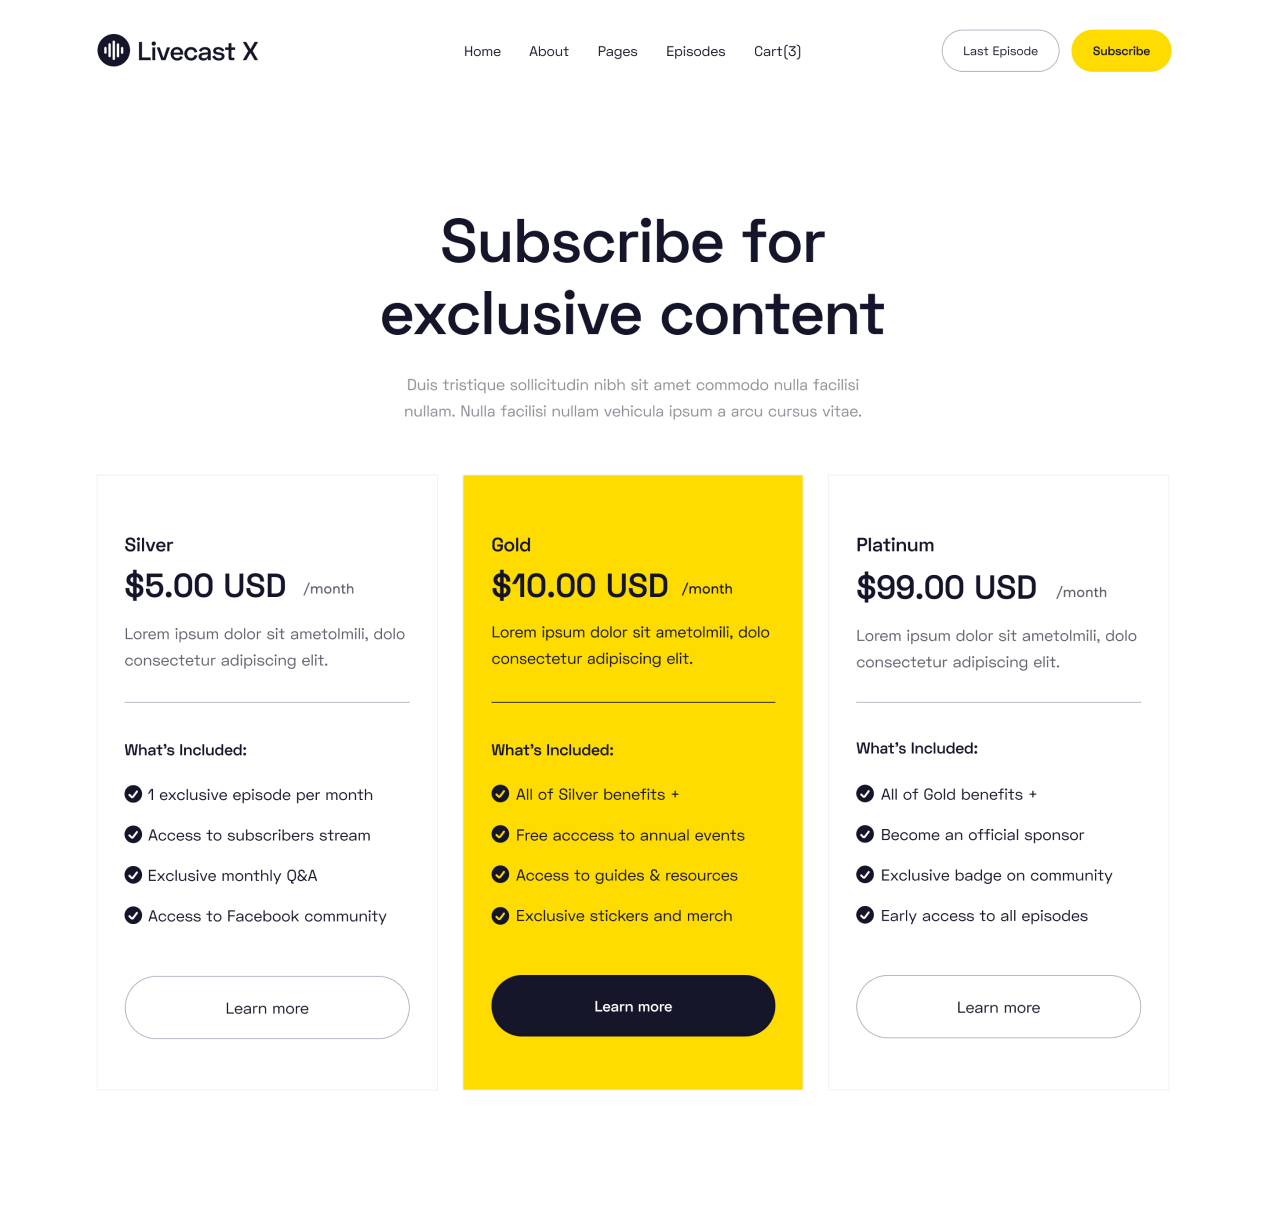 Livecast X
Home About Pages Episodes Cart(3)
Last Episode
Subscribe
Subscribe for
exclusive content
Duis tristique sollicitudin nibh sit amet commodo nulla facilisi
nullam. Nulla facilisi nullam vehicula ipsum a arcu cursus vitae.
Silver
$5.00 USD /month
Lorem ipsum dolor sit ametolmili, dolo
consectetur adipiscing elit.
What's Included:
1 exclusive episode per month
Access to subscribers stream
Exclusive monthly Q&A
Access to Facebook community
Learn more
Gold
$10.00 USD /month
Lorem ipsum dolor sit ametolmili, dolo
consectetur adipiscing elit.
What's Included:
All of Silver benefits +
Free acccess to annual events
Access to guides & resources
Exclusive stickers and merch
Learn more
Platinum
$99.00 USD /month
Lorem ipsum dolor sit ametolmili, dolo
consectetur adipiscing elit.
What's Included:
All of Gold benefits +
Become an official sponsor
Exclusive badge on community
Early access to all episodes
Learn more